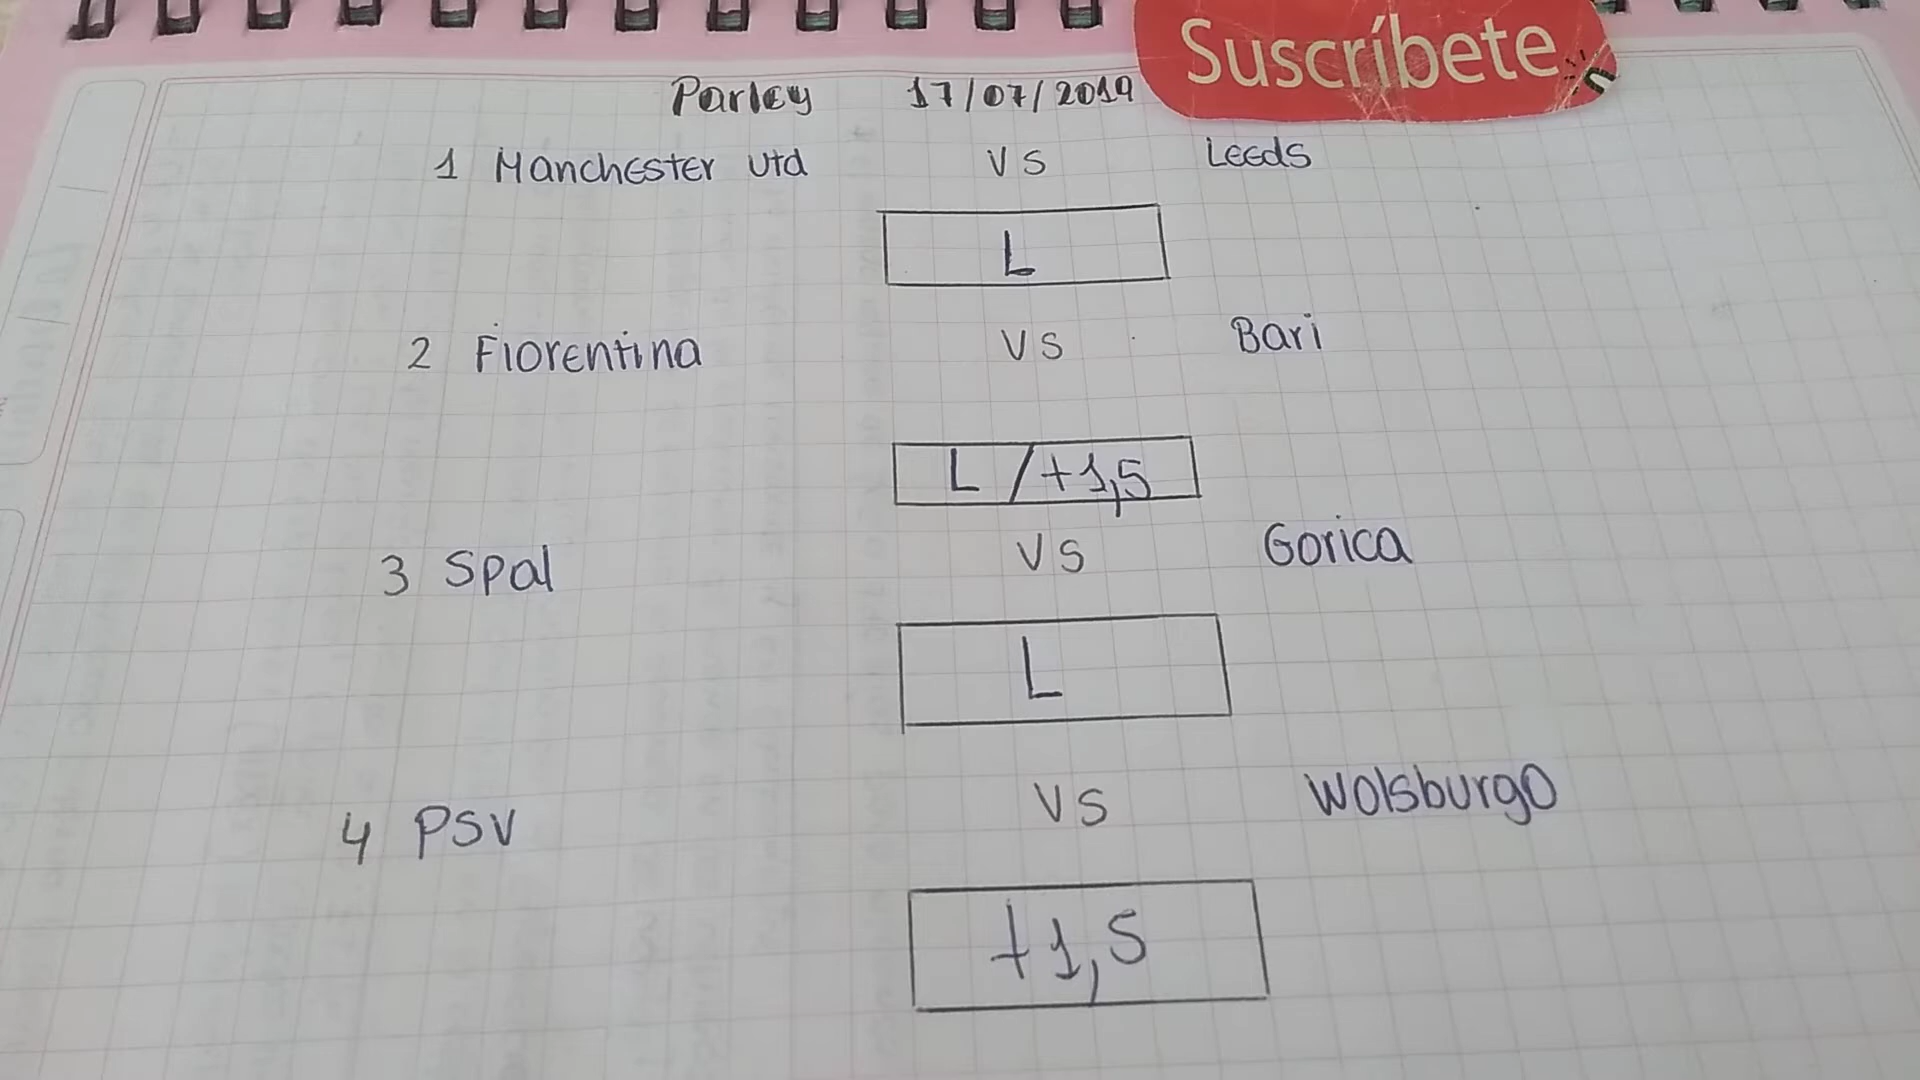 Suscríbete
Parley 17/07/2019
1 Manchester Utd VS Leeds
L
2 Fiorentina VS Bari
L / +1,5
3 Spal VS Gorica
L
4 PSV VS Wolsburgo
+1,5